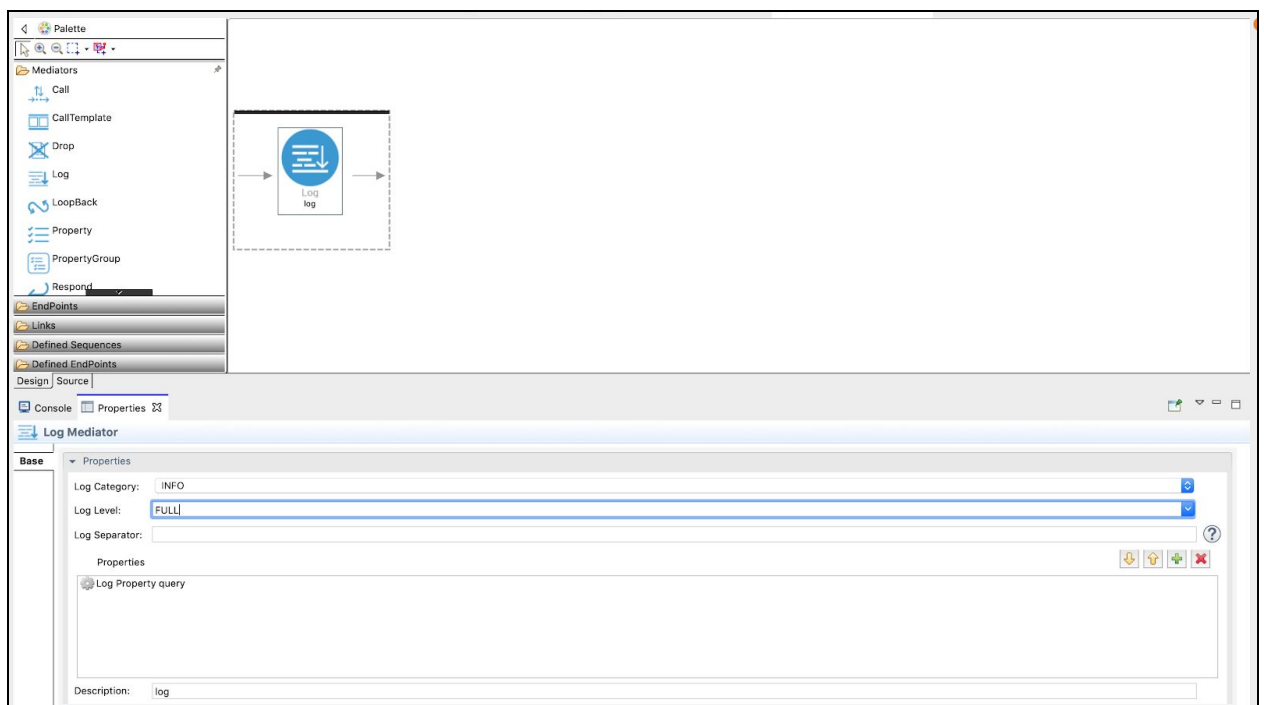 Palette
Mediators
Call
CallTemplate
Drop
Log
LoopBack
Property
PropertyGroup
Respond
EndPoints
Links
Defined Sequences
Defined EndPoints
Log
log
Design Source
Console Properties
Log Mediator
Base
Properties
Log Category: INFO
Log Level: FULL
Log Separator:
?
Properties
Log Property query
Description: log